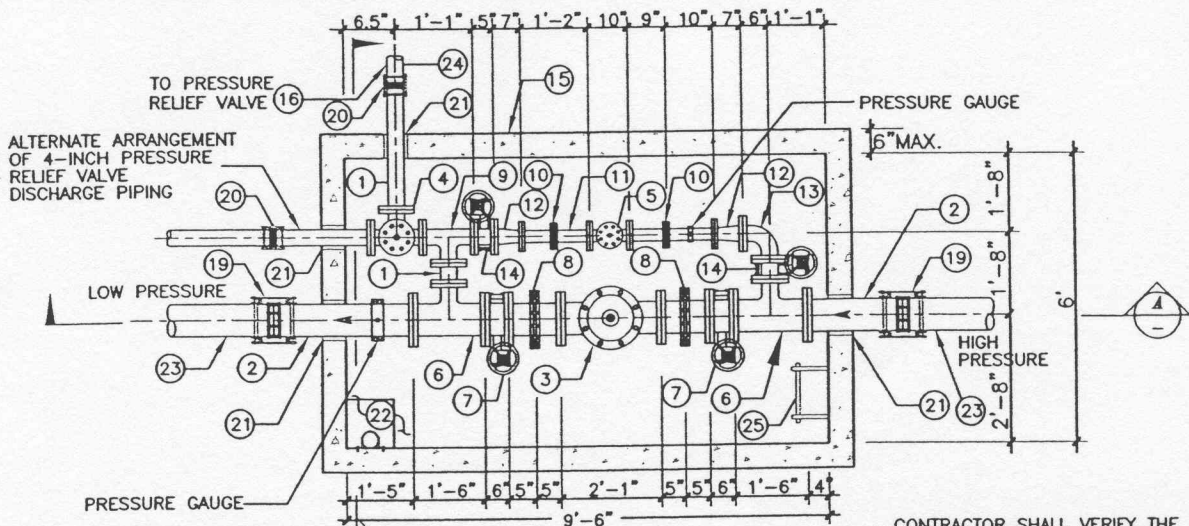 6.5" 1'-1" 5" 7" 1'-2" 10" 9" 10" 7" 6" 1'-1"
24
TO PRESSURE
RELIEF VALVE 16
20
21
15
PRESSURE GAUGE
6"MAX.
ALTERNATE ARRANGEMENT
OF 4-INCH PRESSURE
RELIEF VALVE
DISCHARGE PIPING
1 4 9 10 11 5 10 12 13
12
2
1'-8"
20
19
21
1
14
8
8
14
19
LOW PRESSURE
1'-8"
6'
4
HIGH
PRESSURE
23 2 6 7 3 7 6 21 23
21
22
25
2'-8"
PRESSURE GAUGE
1'-5" 1'-6" 6" 5" 5" 2'-1" 5" 5" 6" 1'-6" 4"
9'-6"
CONTRACTOR SHALL VERIFY THE